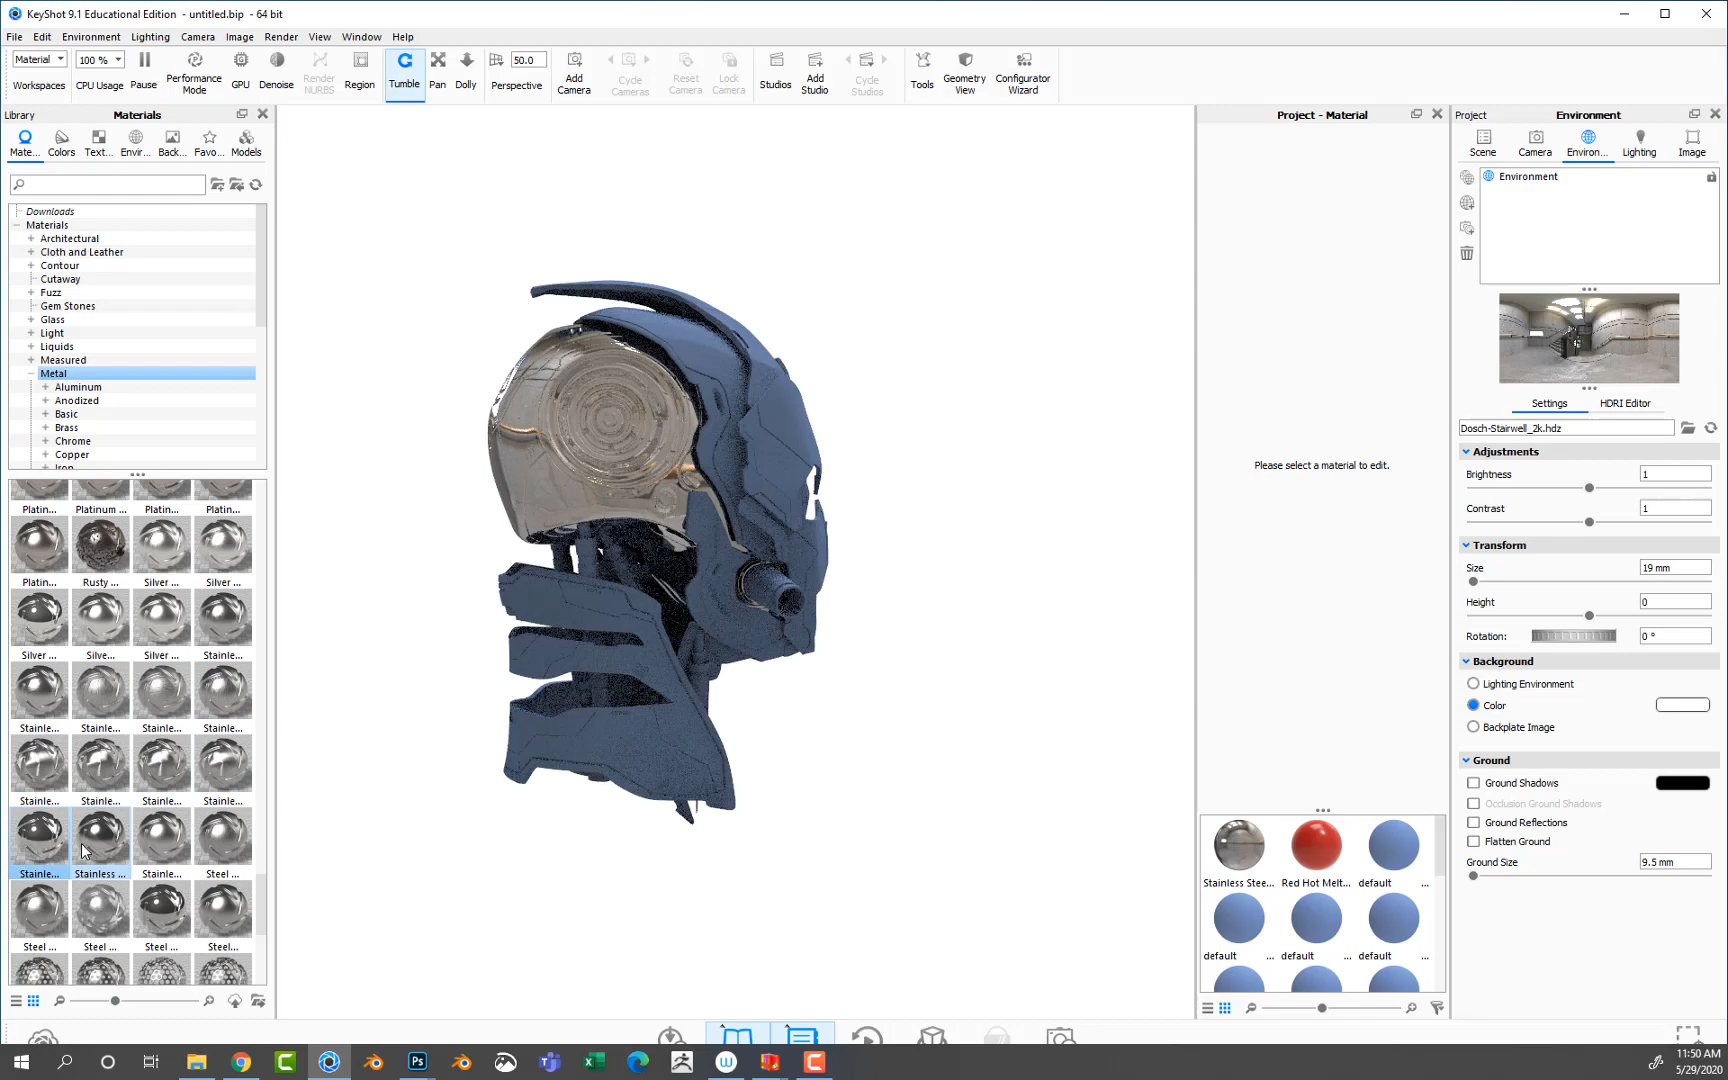 KeyShot 9.1 Educational Edition - untitled.bip - 64 bit
File Edit Environment Lighting Camera Image Render View Window Help
Material 100 % 50.0
Workspaces CPU Usage Pause Performance Mode GPU Denoise Render NURBS Region Tumble Pan Dolly Perspective Add Camera Cycle Cameras Reset Camera Lock Camera Studios Add Studio Cycle Studios Tools Geometry View Configurator Wizard
Library Materials
Mate... Colors Text... Envir... Back... Favo... Models
Downloads
Materials
Architectural
Cloth and Leather
Contour
Cutaway
Fuzz
Gem Stones
Glass
Light
Liquids
Measured
Metal
Aluminum
Anodized
Basic
Brass
Chrome
Copper
Iron
Platin... Platinum ... Platin... Platin...
Platin... Rusty ... Silver ... Silver ...
Silver ... Silve... Silver ... Stainle...
Stainle... Stainle... Stainle... Stainle...
Stainle... Stainle... Stainle... Stainle...
Stainle... Stainless ... Stainle... Steel ...
Steel ... Steel ... Steel ... Steel...
Project - Material
Please select a material to edit.
Stainless Stee... Red Hot Melt... default ...
default ... default ... default ...
Project Environment
Scene Camera Environ... Lighting Image
Environment
Settings HDRI Editor
Dosch-Stairwell_2k.hdz
Adjustments
Brightness 1
Contrast 1
Transform
Size 19 mm
Height 0
Rotation: 0 °
Background
Lighting Environment
Color
Backplate Image
Ground
Ground Shadows
Occlusion Ground Shadows
Ground Reflections
Flatten Ground
Ground Size 9.5 mm
11:50 AM
5/29/2020